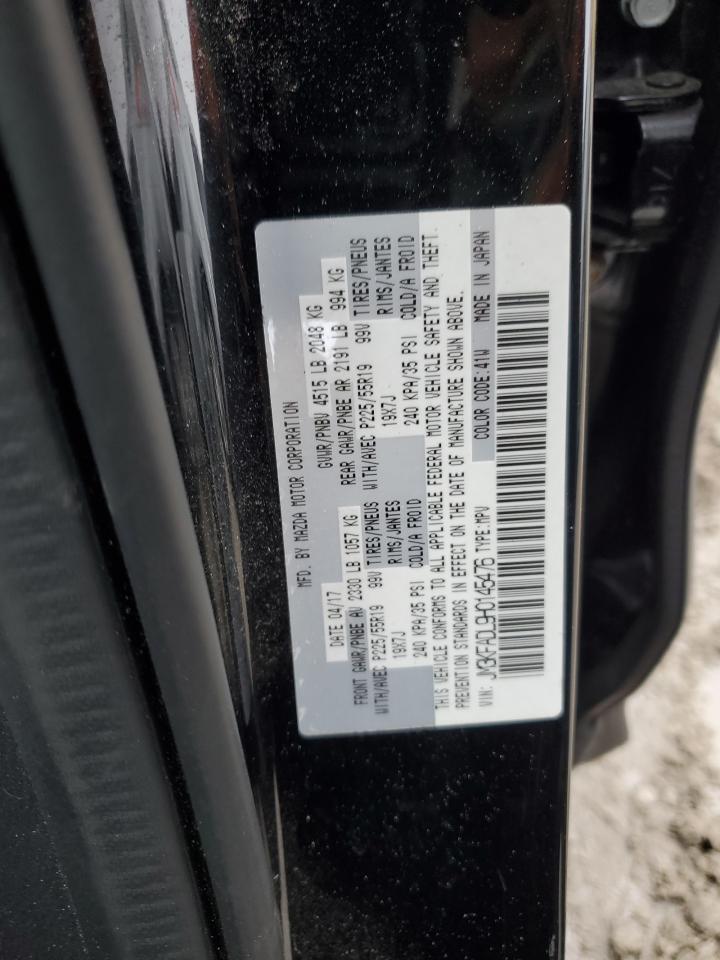 MFD. BY MAZDA MOTOR CORPORATION
DATE 04/17 GVWR/PNBV 4515 LB 2048 KG
FRONT GAWR/PNBE AV 2330 LB 1057 KG REAR GAWR/PNBE AR 2191 LB 994 KG
WITH/AVEC P225/55R19 99V TIRES/PNEUS WITH/AVEC P225/55R19 99V TIRES/PNEUS
19X7J RIMS/JANTES 19X7J RIMS/JANTES
240 KPA/35 PSI COLD/A FROID 240 KPA/35 PSI COLD/A FROID
THIS VEHICLE CONFORMS TO ALL APPLICABLE FEDERAL MOTOR VEHICLE SAFETY AND THEFT
PREVENTION STANDARDS IN EFFECT ON THE DATE OF MANUFACTURE SHOWN ABOVE.
VIN: JM3KFADL9H0145476 TYPE:MPV COLOR CODE:41W MADE IN JAPAN